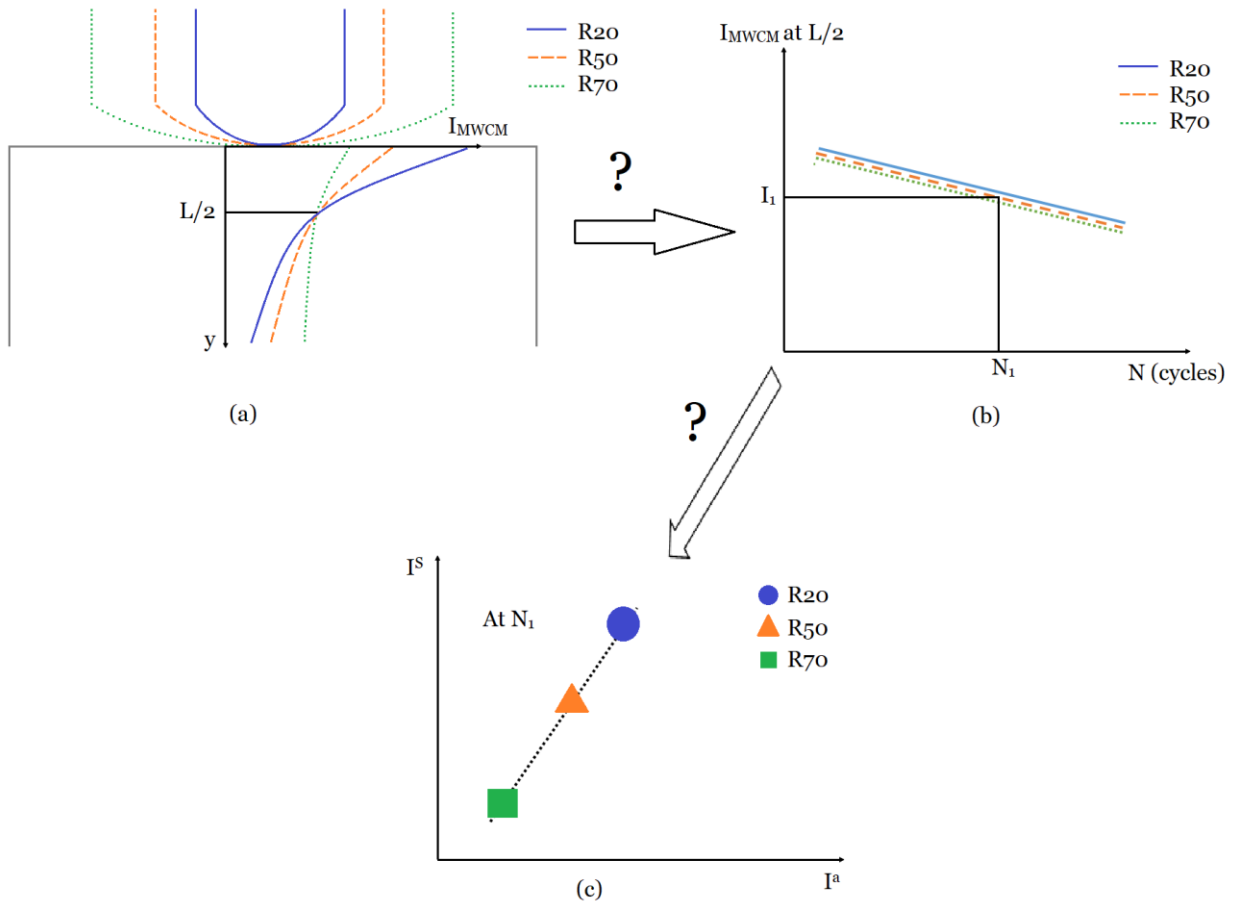 R20
R50
R70
I_MWCM
L/2
y
(a)
?
I_MWCM at L/2
R20
R50
R70
I₁
N₁
N (cycles)
(b)
?
I^S
At N₁
R20
R50
R70
I^a
(c)